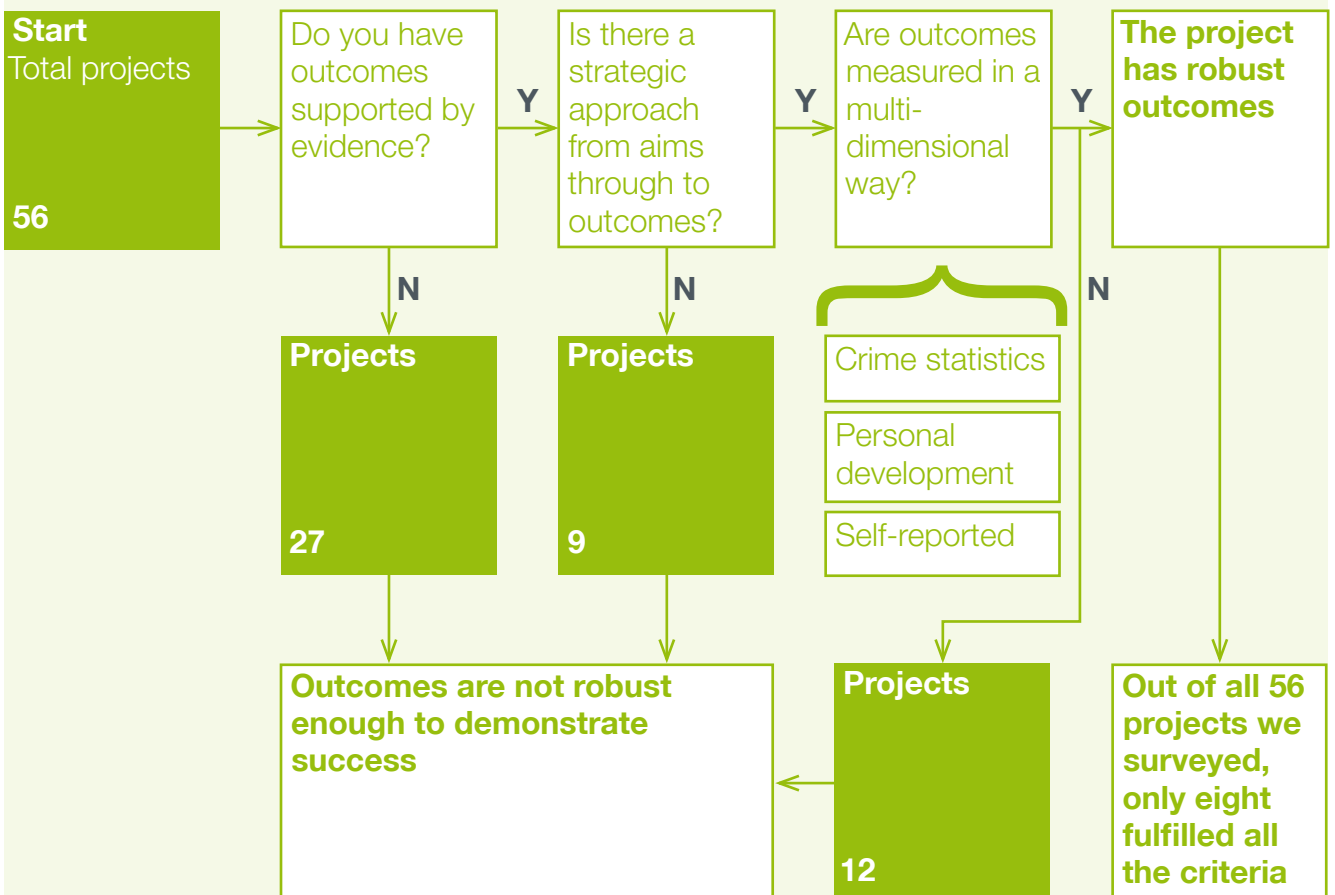 Start
Total projects
56
Do you have
outcomes
supported by
evidence?
Y
Is there a
strategic
approach
from aims
through to
outcomes?
Y
Are outcomes
measured in a
multi-
dimensional
way?
Y
The project
has robust
outcomes
N
N
N
Projects
27
Projects
9
Crime statistics
Personal
development
Self-reported
Outcomes are not robust
enough to demonstrate
success
Projects
12
Out of all 56
projects we
surveyed,
only eight
fulfilled all
the criteria